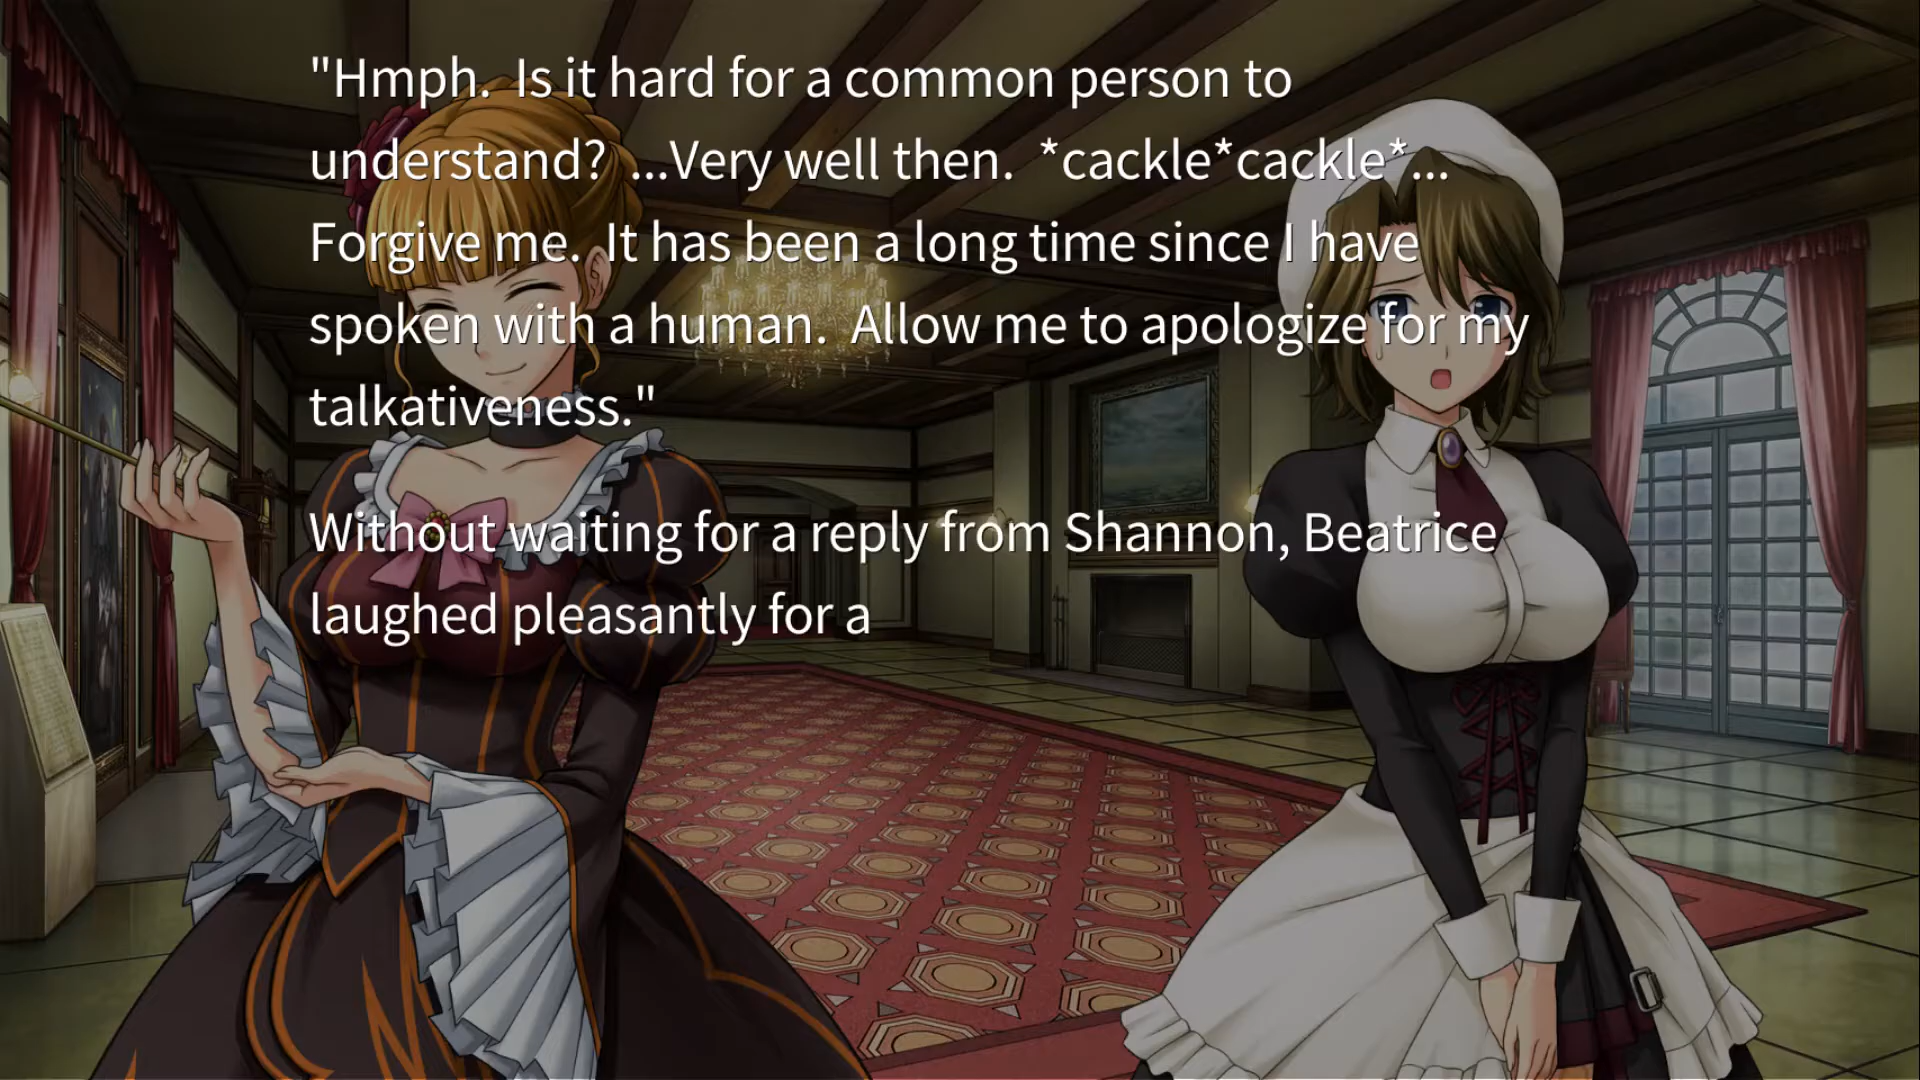 "Hmph.  Is it hard for a common person to
understand?  ...Very well then.  *cackle*cackle*...
Forgive me.  It has been a long time since I have
spoken with a human.  Allow me to apologize for my
talkativeness."
Without waiting for a reply from Shannon, Beatrice
laughed pleasantly for a